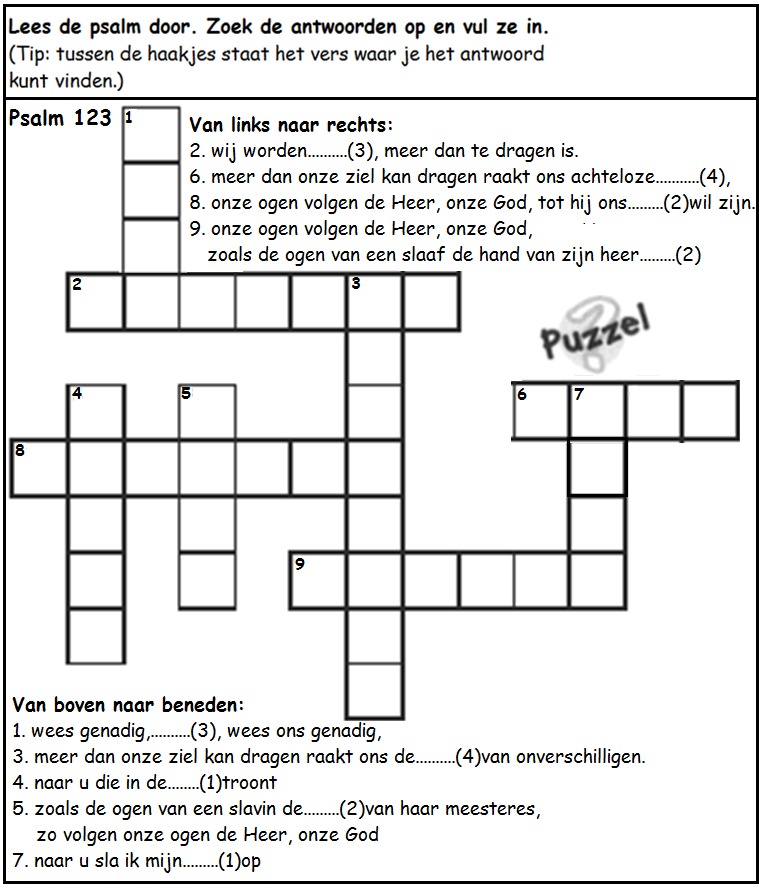 Lees de psalm door. Zoek de antwoorden op en vul ze in.
(Tip: tussen de haakjes staat het vers waar je het antwoord
kunt vinden.)
Psalm 123
Van links naar rechts:
2. wij worden.........(3), meer dan te dragen is.
6. meer dan onze ziel kan dragen raakt ons achteloze...........(4),
8. onze ogen volgen de Heer, onze God, tot hij ons.........(2)wil zijn.
9. onze ogen volgen de Heer, onze God,
zoals de ogen van een slaaf de hand van zijn heer.........(2)
1
2
3
Puzzel
4
5
6
7
8
9
Van boven naar beneden:
1. wees genadig,..........(3), wees ons genadig,
3. meer dan onze ziel kan dragen raakt ons de..........(4)van onverschilligen.
4. naar u die in de........(1)troont
5. zoals de ogen van een slavin de.........(2)van haar meesteres,
zo volgen onze ogen de Heer, onze God
7. naar u sla ik mijn.........(1)op